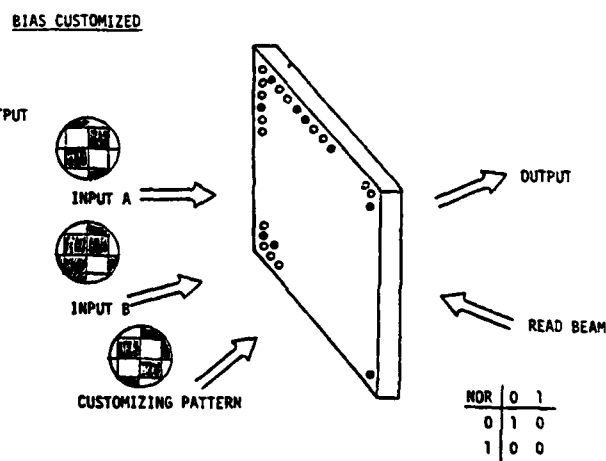 BIAS CUSTOMIZED
TPUT
INPUT A
OUTPUT
INPUT B
READ BEAM
CUSTOMIZING PATTERN
NOR 0 1
0 1 0
1 0 0